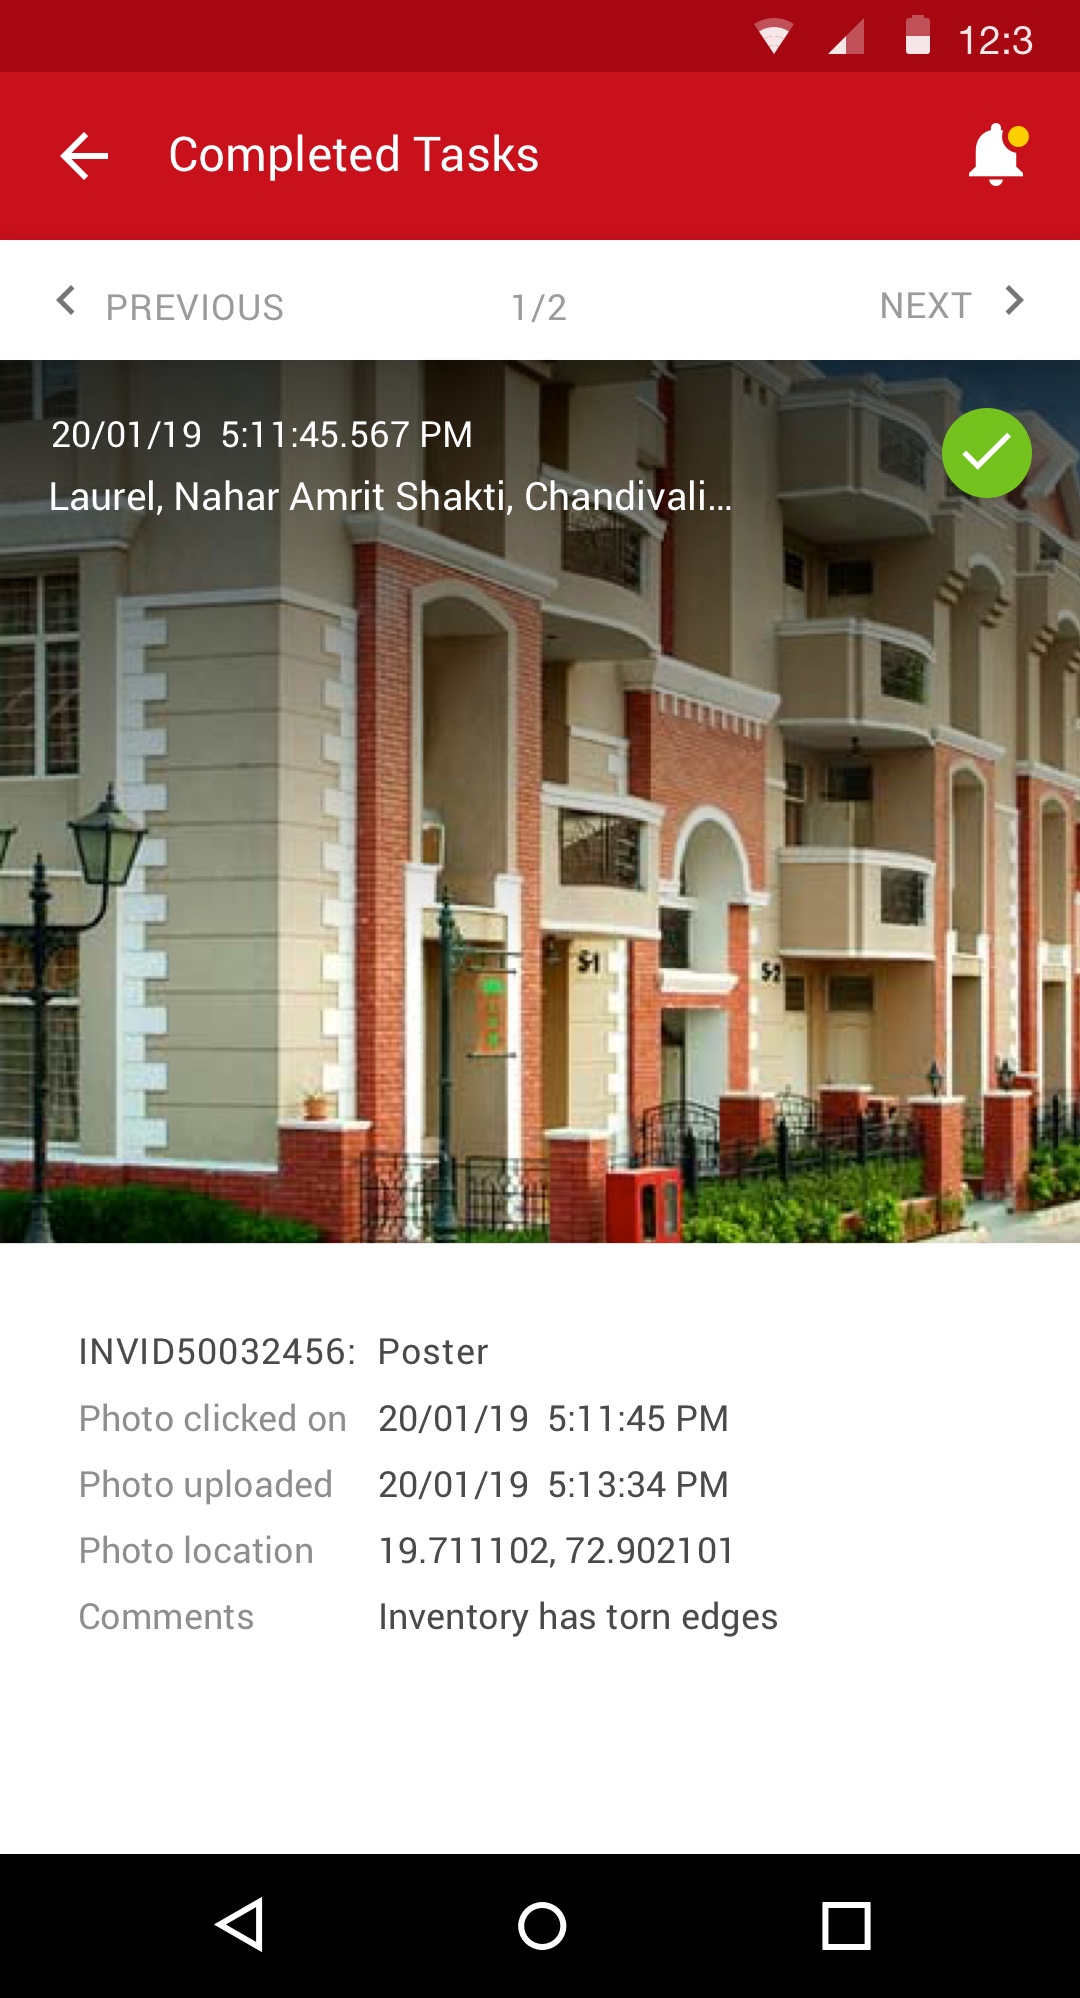 12:3
Completed Tasks
PREVIOUS 1/2 NEXT
20/01/19 5:11:45.567 PM
Laurel, Nahar Amrit Shakti, Chandivali...
S-1
S-2
INVID50032456: Poster
Photo clicked on 20/01/19 5:11:45 PM
Photo uploaded 20/01/19 5:13:34 PM
Photo location 19.711102, 72.902101
Comments Inventory has torn edges